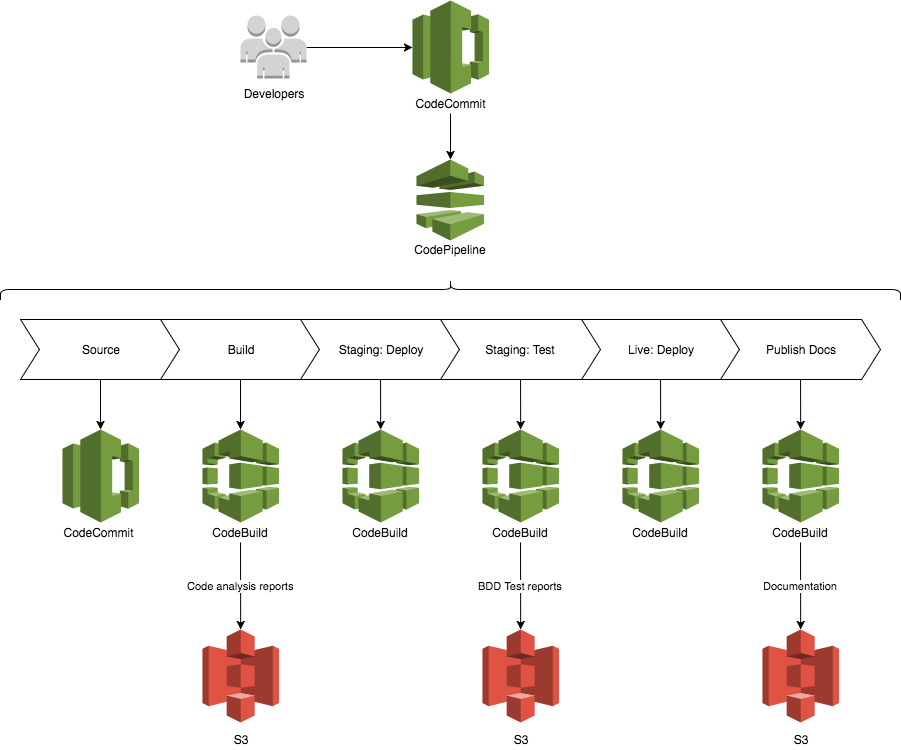 Developers
CodeCommit
CodePipeline
Source
Build
Staging: Deploy
Staging: Test
Live: Deploy
Publish Docs
CodeCommit
CodeBuild
CodeBuild
CodeBuild
CodeBuild
CodeBuild
Code analysis reports
BDD Test reports
Documentation
S3
S3
S3